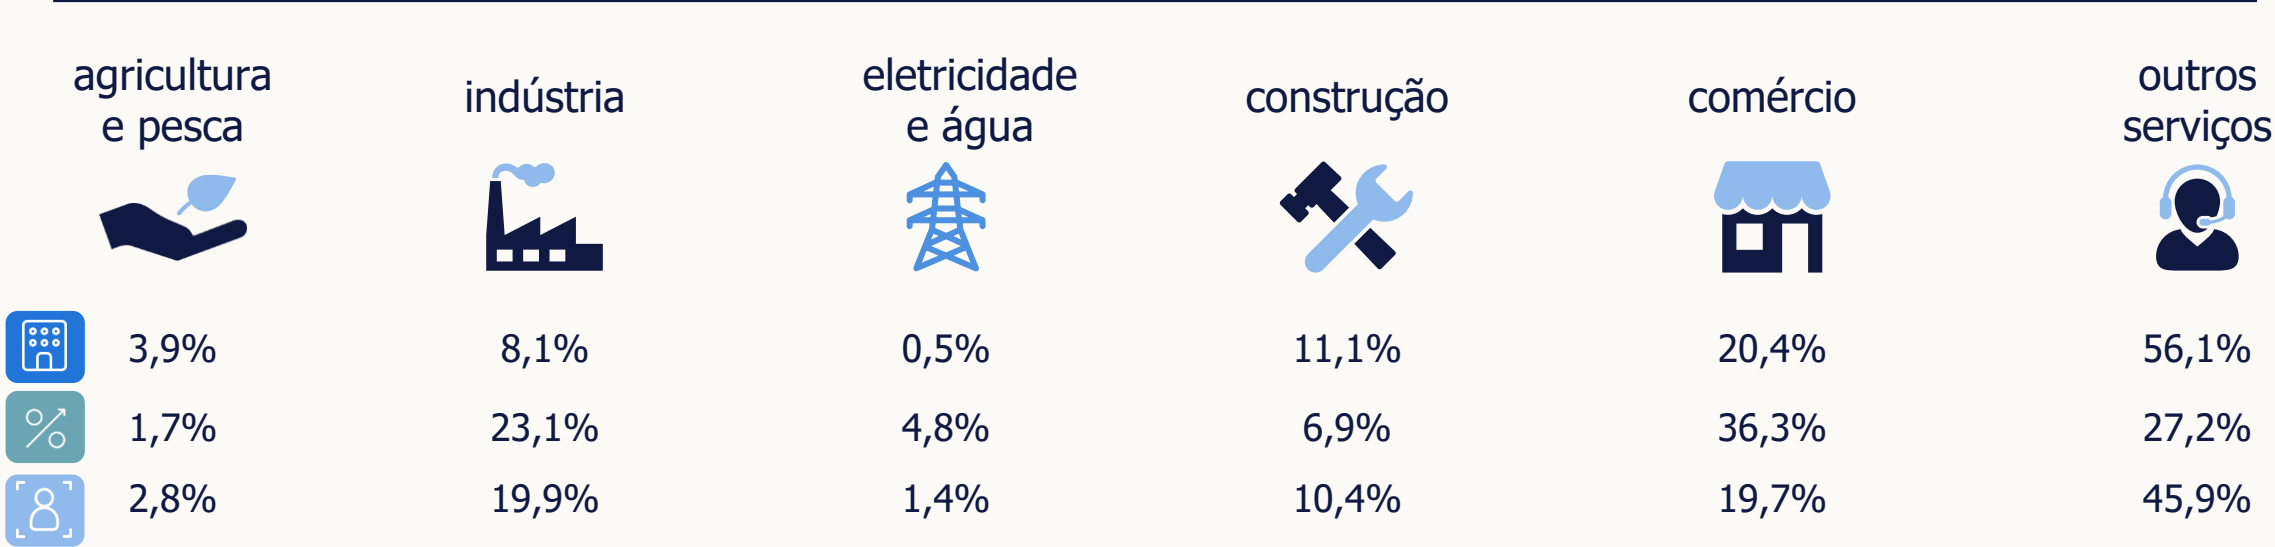 agricultura
e pesca
indústria
eletricidade
e água
construção
comércio
outros
serviços
3,9% 8,1% 0,5% 11,1% 20,4% 56,1%
1,7% 23,1% 4,8% 6,9% 36,3% 27,2%
2,8% 19,9% 1,4% 10,4% 19,7% 45,9%